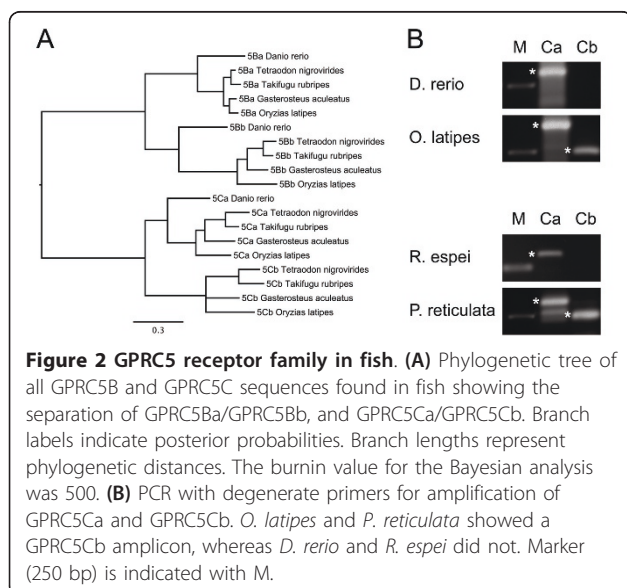 A
5Ba Danio rerio
5Ba Tetraodon nigrovirides
5Ba Takifugu rubripes
5Ba Gasterosteus aculeatus
5Ba Oryzias latipes
5Bb Danio rerio
5Bb Tetraodon nigrovirides
5Bb Takifugu rubripes
5Bb Gasterosteus aculeatus
5Bb Oryzias latipes
5Ca Danio rerio
5Ca Tetraodon nigrovirides
5Ca Takifugu rubripes
5Ca Gasterosteus aculeatus
5Ca Oryzias latipes
5Cb Tetraodon nigrovirides
5Cb Takifugu rubripes
5Cb Gasterosteus aculeatus
5Cb Oryzias latipes
0.3
B
M Ca Cb
D. rerio *
O. latipes * *
M Ca Cb
R. espei *
P. reticulata * *
Figure 2 GPRC5 receptor family in fish. (A) Phylogenetic tree of
all GPRC5B and GPRC5C sequences found in fish showing the
separation of GPRC5Ba/GPRC5Bb, and GPRC5Ca/GPRC5Cb. Branch
labels indicate posterior probabilities. Branch lengths represent
phylogenetic distances. The burnin value for the Bayesian analysis
was 500. (B) PCR with degenerate primers for amplification of
GPRC5Ca and GPRC5Cb. O. latipes and P. reticulata showed a
GPRC5Cb amplicon, whereas D. rerio and R. espei did not. Marker
(250 bp) is indicated with M.